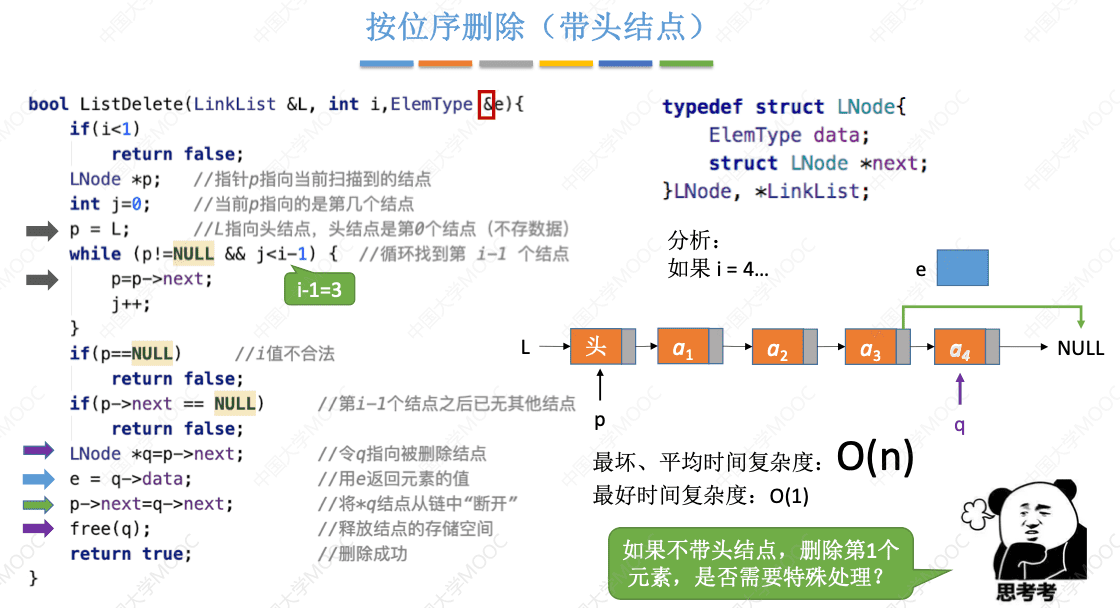 按位序删除（带头结点）
bool ListDelete(LinkList &L, int i,ElemType &e){
if(i<1)
return false;
LNode *p; //指针p指向当前扫描到的结点
int j=0; //当前p指向的是第几个结点
p = L; //L指向头结点，头结点是第0个结点（不存数据）
while (p!=NULL && j<i-1) { //循环找到第 i-1 个结点
p=p->next;
i-1=3
j++;
}
if(p==NULL) //i值不合法
return false;
if(p->next == NULL) //第i-1个结点之后已无其他结点
return false;
LNode *q=p->next; //令q指向被删除结点
e = q->data; //用e返回元素的值
p->next=q->next; //将*q结点从链中“断开”
free(q); //释放结点的存储空间
return true; //删除成功
}
typedef struct LNode{
ElemType data;
struct LNode *next;
}LNode, *LinkList;
分析：
如果 i = 4…
e
L 头 a1 a2 a3 a4 NULL
p
q
最坏、平均时间复杂度：O(n)
最好时间复杂度：O(1)
如果不带头结点，删除第1个
元素，是否需要特殊处理？
思考考
中国大学MOOC